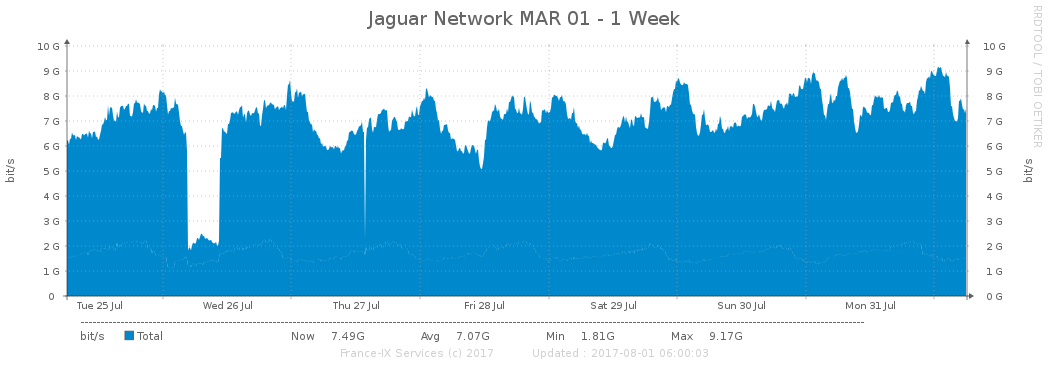 Jaguar Network MAR 01 - 1 Week
RRDTOOL / TOBI OETIKER
bit/s
10 G
9 G
8 G
7 G
6 G
5 G
4 G
3 G
2 G
1 G
0
10 G
9 G
8 G
7 G
6 G
5 G
4 G
3 G
2 G
1 G
0 G
bit/s
Tue 25 Jul Wed 26 Jul Thu 27 Jul Fri 28 Jul Sat 29 Jul Sun 30 Jul Mon 31 Jul
bit/s Total Now 7.49G Avg 7.07G Min 1.81G Max 9.17G
France-IX Services (c) 2017 Updated : 2017-08-01 06:00:03